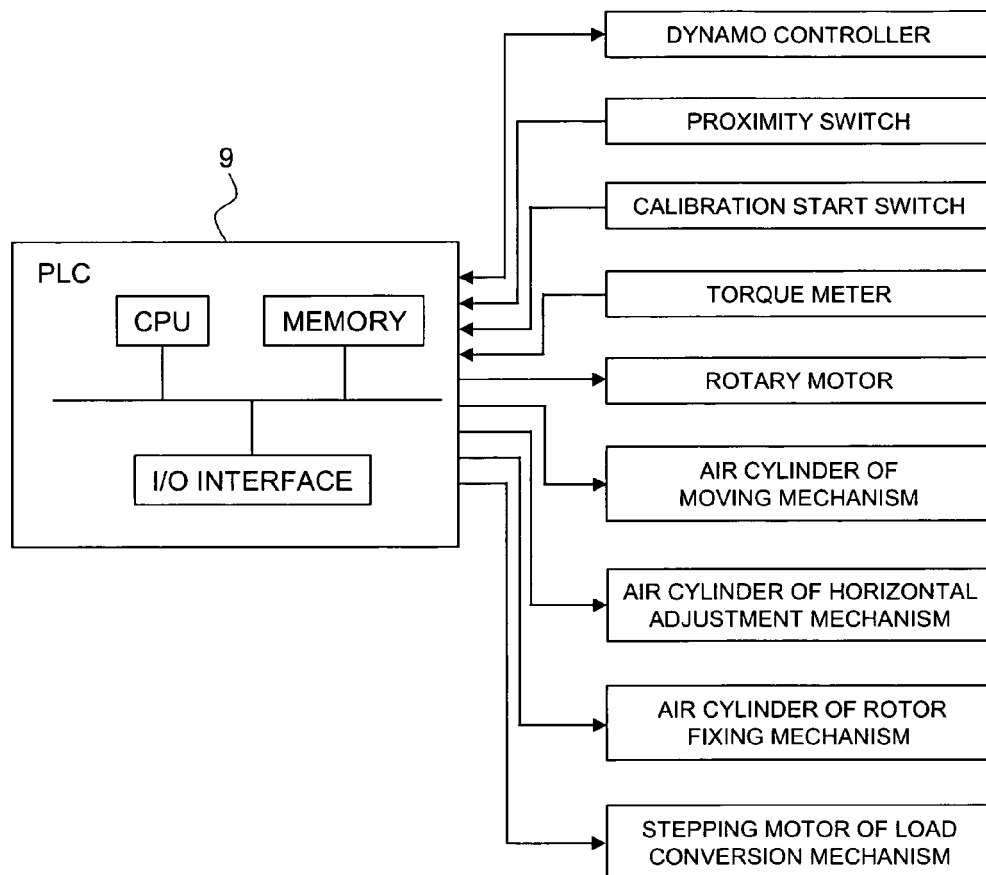 9
PLC
CPU
MEMORY
I/O INTERFACE
DYNAMO CONTROLLER
PROXIMITY SWITCH
CALIBRATION START SWITCH
TORQUE METER
ROTARY MOTOR
AIR CYLINDER OF
MOVING MECHANISM
AIR CYLINDER OF HORIZONTAL
ADJUSTMENT MECHANISM
AIR CYLINDER OF ROTOR
FIXING MECHANISM
STEPPING MOTOR OF LOAD
CONVERSION MECHANISM